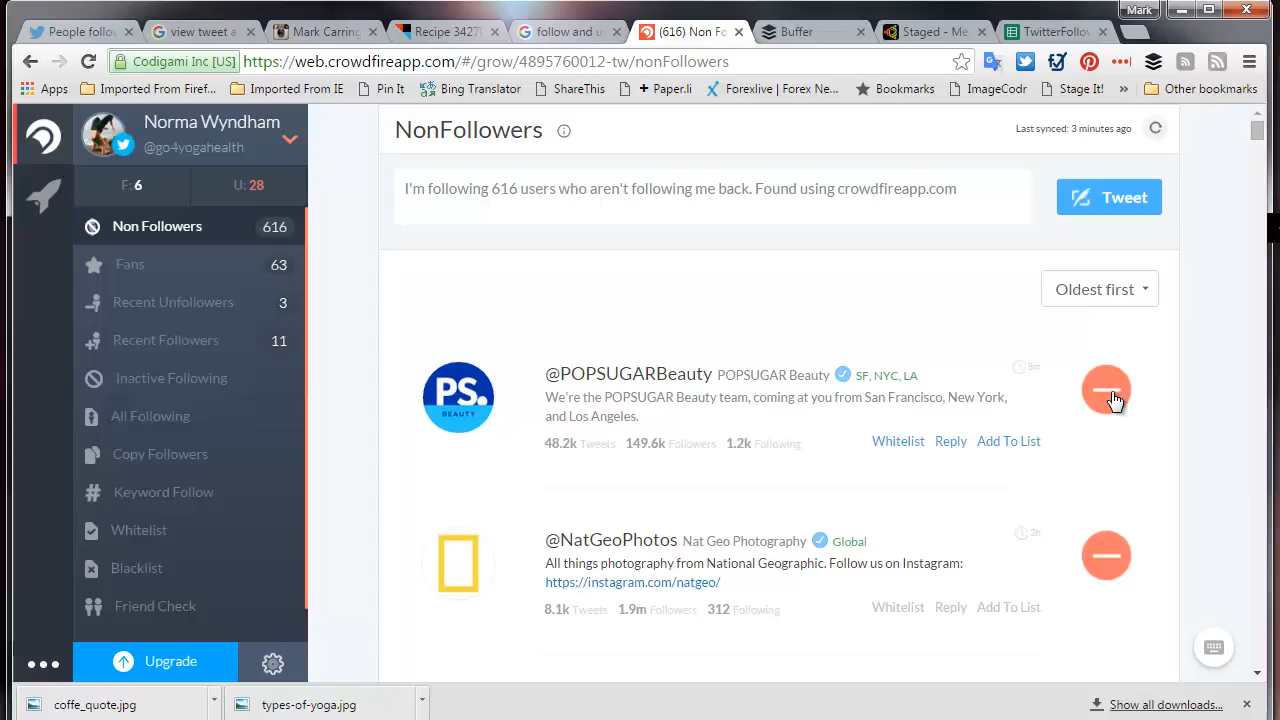 Mark
People follow
view tweet a
Mark Carring
Recipe 3427
follow and u
(616) Non Fo
Buffer
Staged - Me
TwitterFollov
Codigami Inc [US]
https://web.crowdfireapp.com/#/grow/4895760012-tw/nonFollowers
Apps
Imported From Firef...
Imported From IE
Pin It
Bing Translator
ShareThis
+ Paper.li
Forexlive | Forex Ne...
Bookmarks
ImageCodr
Stage It!
»
Other bookmarks
Norma Wyndham
@go4yogahealth
F:6
U:28
Non Followers 616
Fans 63
Recent Unfollowers 3
Recent Followers 11
Inactive Following
All Following
Copy Followers
Keyword Follow
Whitelist
Blacklist
Friend Check
Upgrade
NonFollowers
Last synced: 3 minutes ago
I'm following 616 users who aren't following me back. Found using crowdfireapp.com
Tweet
Oldest first
@POPSUGARBeauty POPSUGAR Beauty SF, NYC, LA
8m
We're the POPSUGAR Beauty team, coming at you from San Francisco, New York,
and Los Angeles.
48.2k Tweets 149.6k Followers 1.2k Following
Whitelist Reply Add To List
PS.
BEAUTY
@NatGeoPhotos Nat Geo Photography Global
2h
All things photography from National Geographic. Follow us on Instagram:
https://instagram.com/natgeo/
8.1k Tweets 1.9m Followers 312 Following
Whitelist Reply Add To List
coffe_quote.jpg
types-of-yoga.jpg
Show all downloads...